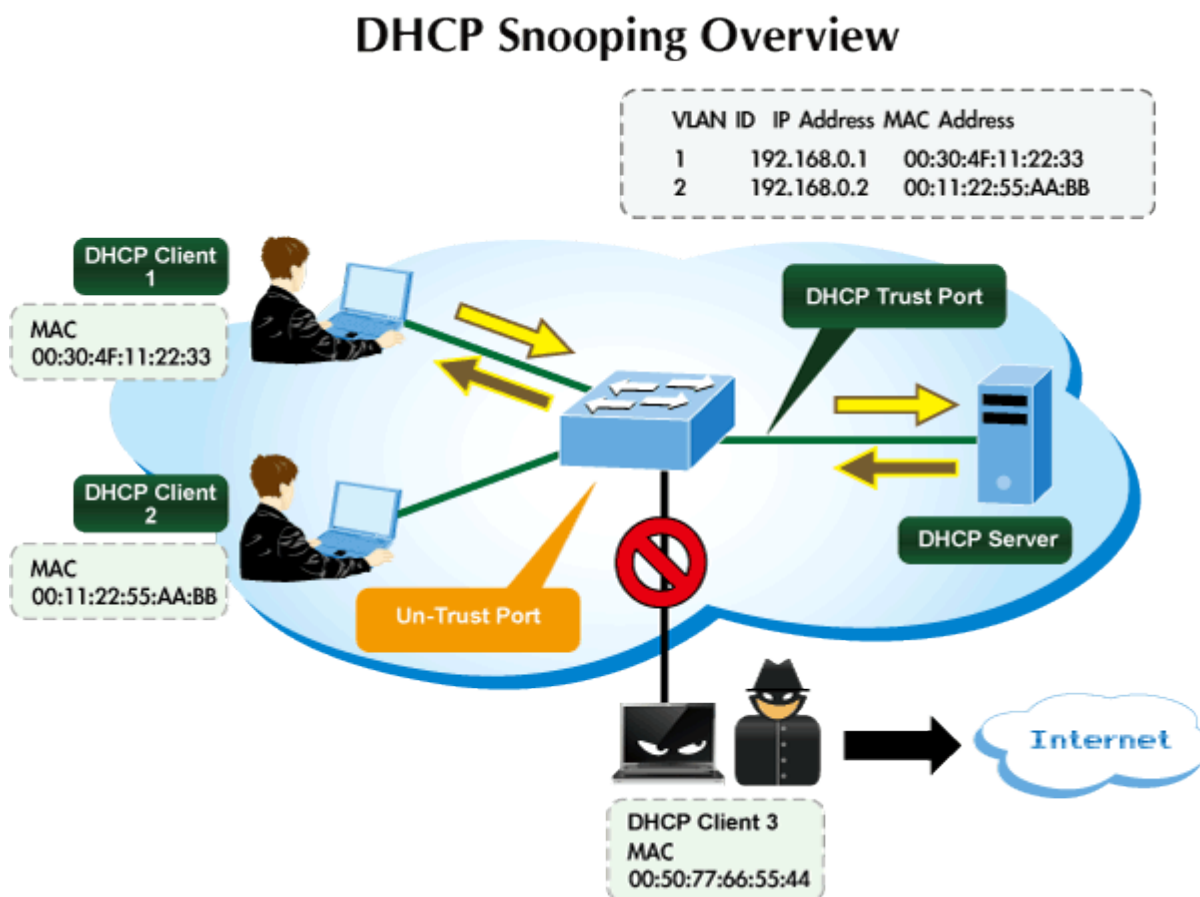 DHCP Snooping Overview
VLAN ID IP Address MAC Address
1 192.168.0.1 00:30:4F:11:22:33
2 192.168.0.2 00:11:22:55:AA:BB
DHCP Client
1
MAC
00:30:4F:11:22:33
DHCP Trust Port
DHCP Client
2
MAC
00:11:22:55:AA:BB
Un-Trust Port
DHCP Server
Internet
DHCP Client 3
MAC
00:50:77:66:55:44